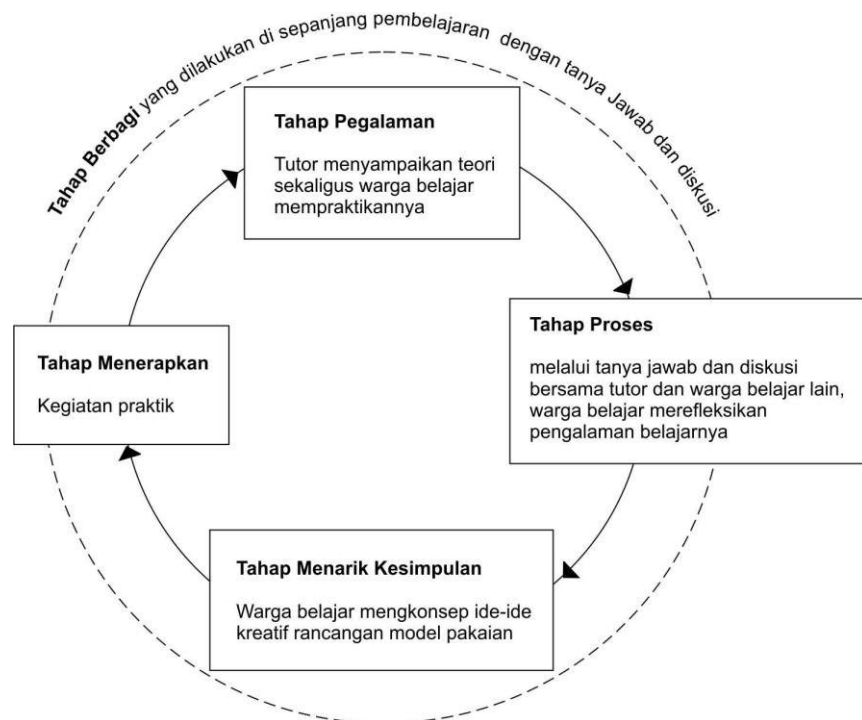 Tahap Berbagi yang dilakukan di sepanjang pembelajaran dengan tanya Jawab dan diskusi
Tahap Pegalaman
Tutor menyampaikan teori
sekaligus warga belajar
mempraktikannya
Tahap Proses
melalui tanya jawab dan diskusi
bersama tutor dan warga belajar lain,
warga belajar merefleksikan
pengalaman belajarnya
Tahap Menarik Kesimpulan
Warga belajar mengkonsep ide-ide
kreatif rancangan model pakaian
Tahap Menerapkan
Kegiatan praktik